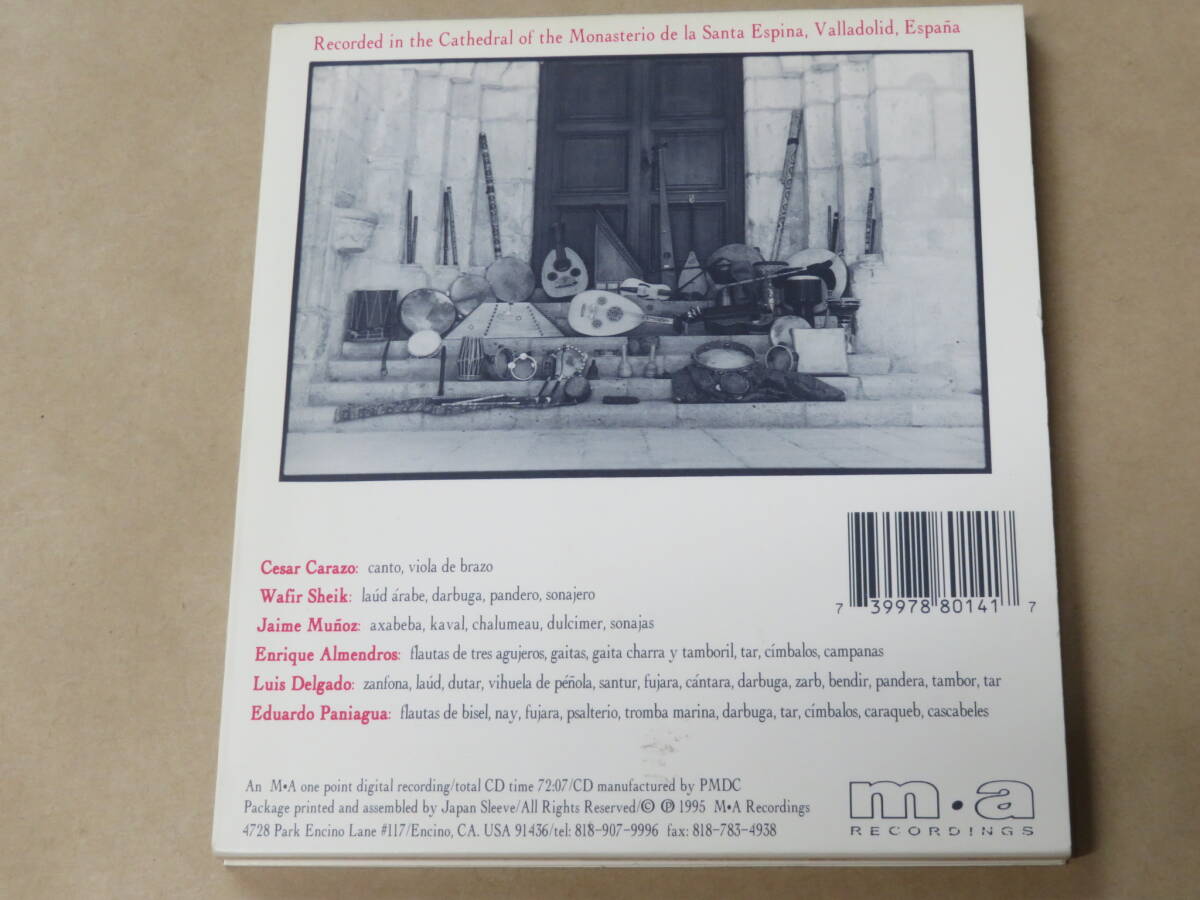 Recorded in the Cathedral of the Monasterio de la Santa Espina, Valladolid, España
Cesar Carazo: canto, viola de brazo
Wafir Sheik: laúd árabe, darbuga, pandero, sonajero
Jaime Muñoz: axabeba, kaval, chalumeau, dulcimer, sonajas
Enrique Almendros: flautas de tres agujeros, gaitas, gaita charra y tamboril, tar, címbalos, campanas
Luis Delgado: zanfona, laúd, dutar, vihuela de péñola, santur, fujara, cántara, darbuga, zarb, bendir, pandera, tambor, tar
Eduardo Paniagua: flautas de bisel, nay, fujara, psalterio, tromba marina, darbuga, tar, címbalos, caraqueb, cascabeles
7 39978 80141 7
An M•A one point digital recording/total CD time 72:07/CD manufactured by PMDC
Package printed and assembled by Japan Sleeve/All Rights Reserved/© ℗ 1995 M•A Recordings
4728 Park Encino Lane #117/Encino, CA. USA 91436/tel: 818-907-9996 fax: 818-783-4938
m•a
RECORDINGS